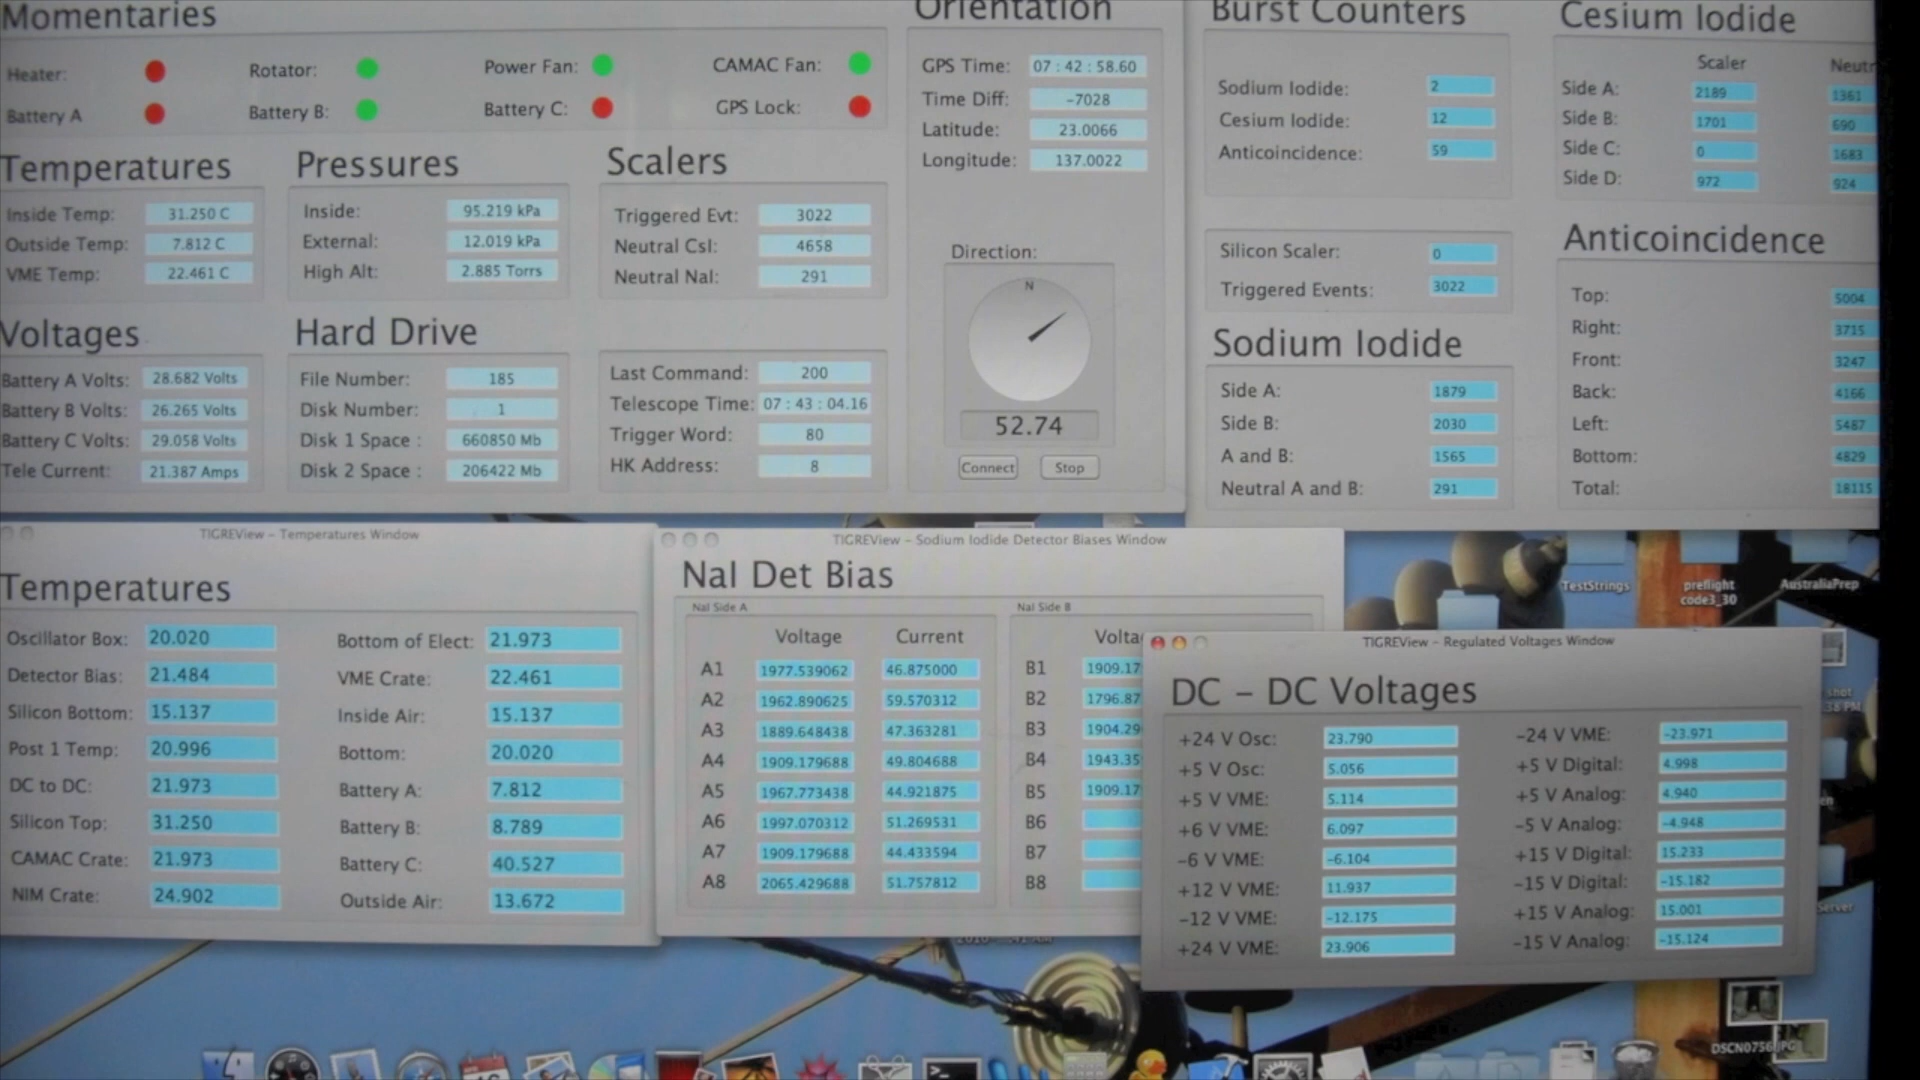 Momentaries
Heater:
Rotator:
Power Fan:
CAMAC Fan:
Battery A
Battery B:
Battery C:
GPS Lock:
Temperatures
Inside Temp: 31.250 C
Outside Temp: 7.812 C
VME Temp: 22.461 C
Pressures
Inside: 95.219 kPa
External: 12.019 kPa
High Alt: 2.885 Torrs
Scalers
Triggered Evt: 3022
Neutral CsI: 4658
Neutral NaI: 291
Voltages
Battery A Volts: 28.682 Volts
Battery B Volts: 26.265 Volts
Battery C Volts: 29.058 Volts
Tele Current: 21.387 Amps
Hard Drive
File Number: 185
Disk Number: 1
Disk 1 Space : 660850 Mb
Disk 2 Space : 206422 Mb
Last Command: 200
Telescope Time: 07 : 43 : 04.16
Trigger Word: 80
HK Address: 8
Orientation
GPS Time: 07 : 42 : 58.60
Time Diff: -7028
Latitude: 23.0066
Longitude: 137.0022
Direction:
N
52.74
Connect Stop
Burst Counters
Sodium Iodide: 2
Cesium Iodide: 12
Anticoincidence: 59
Silicon Scaler: 0
Triggered Events: 3022
Sodium Iodide
Side A: 1879
Side B: 2030
A and B: 1565
Neutral A and B: 291
Cesium Iodide
Scaler Neutr
Side A: 2189 1361
Side B: 1701 690
Side C: 0 1683
Side D: 972 924
Anticoincidence
Top: 5004
Right: 3715
Front: 3247
Back: 4166
Left: 5487
Bottom: 4829
Total: 18115
TIGREView - Temperatures Window
Temperatures
Oscillator Box: 20.020
Detector Bias: 21.484
Silicon Bottom: 15.137
Post 1 Temp: 20.996
DC to DC: 21.973
Silicon Top: 31.250
CAMAC Crate: 21.973
NIM Crate: 24.902
Bottom of Elect: 21.973
VME Crate: 22.461
Inside Air: 15.137
Bottom: 20.020
Battery A: 7.812
Battery B: 8.789
Battery C: 40.527
Outside Air: 13.672
TIGREView - Sodium Iodide Detector Biases Window
NaI Det Bias
NaI Side A
Voltage Current
A1 1977.539062 46.875000
A2 1962.890625 59.570312
A3 1889.648438 47.363281
A4 1909.179688 49.804688
A5 1967.773438 44.921875
A6 1997.070312 51.269531
A7 1909.179688 44.433594
A8 2065.429688 51.757812
NaI Side B
Volta
B1 1909.17
B2 1796.87
B3 1904.29
B4 1943.35
B5 1909.17
B6
B7
B8
TIGREView - Regulated Voltages Window
DC - DC Voltages
+24 V Osc: 23.790
+5 V Osc: 5.056
+5 V VME: 5.114
+6 V VME: 6.097
-6 V VME: -6.104
+12 V VME: 11.937
-12 V VME: -12.175
+24 V VME: 23.906
-24 V VME: -23.971
+5 V Digital: 4.998
+5 V Analog: 4.940
-5 V Analog: -4.948
+15 V Digital: 15.233
-15 V Digital: -15.182
+15 V Analog: 15.001
-15 V Analog: -15.124
TestStrings
preflight
code3_30
AustraliaPrep
DSCN0756.JPG